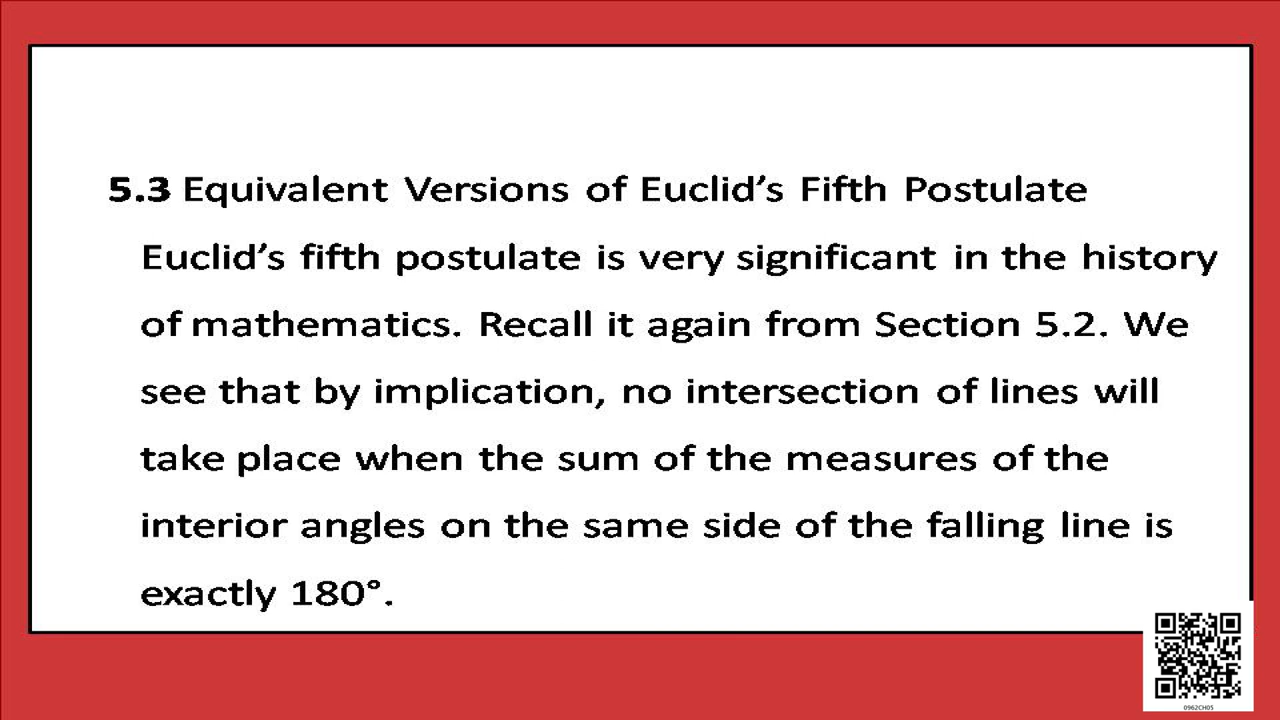 5.3 Equivalent Versions of Euclid’s Fifth Postulate
Euclid’s fifth postulate is very significant in the history
of mathematics. Recall it again from Section 5.2. We
see that by implication, no intersection of lines will
take place when the sum of the measures of the
interior angles on the same side of the falling line is
exactly 180°.
0962CH05